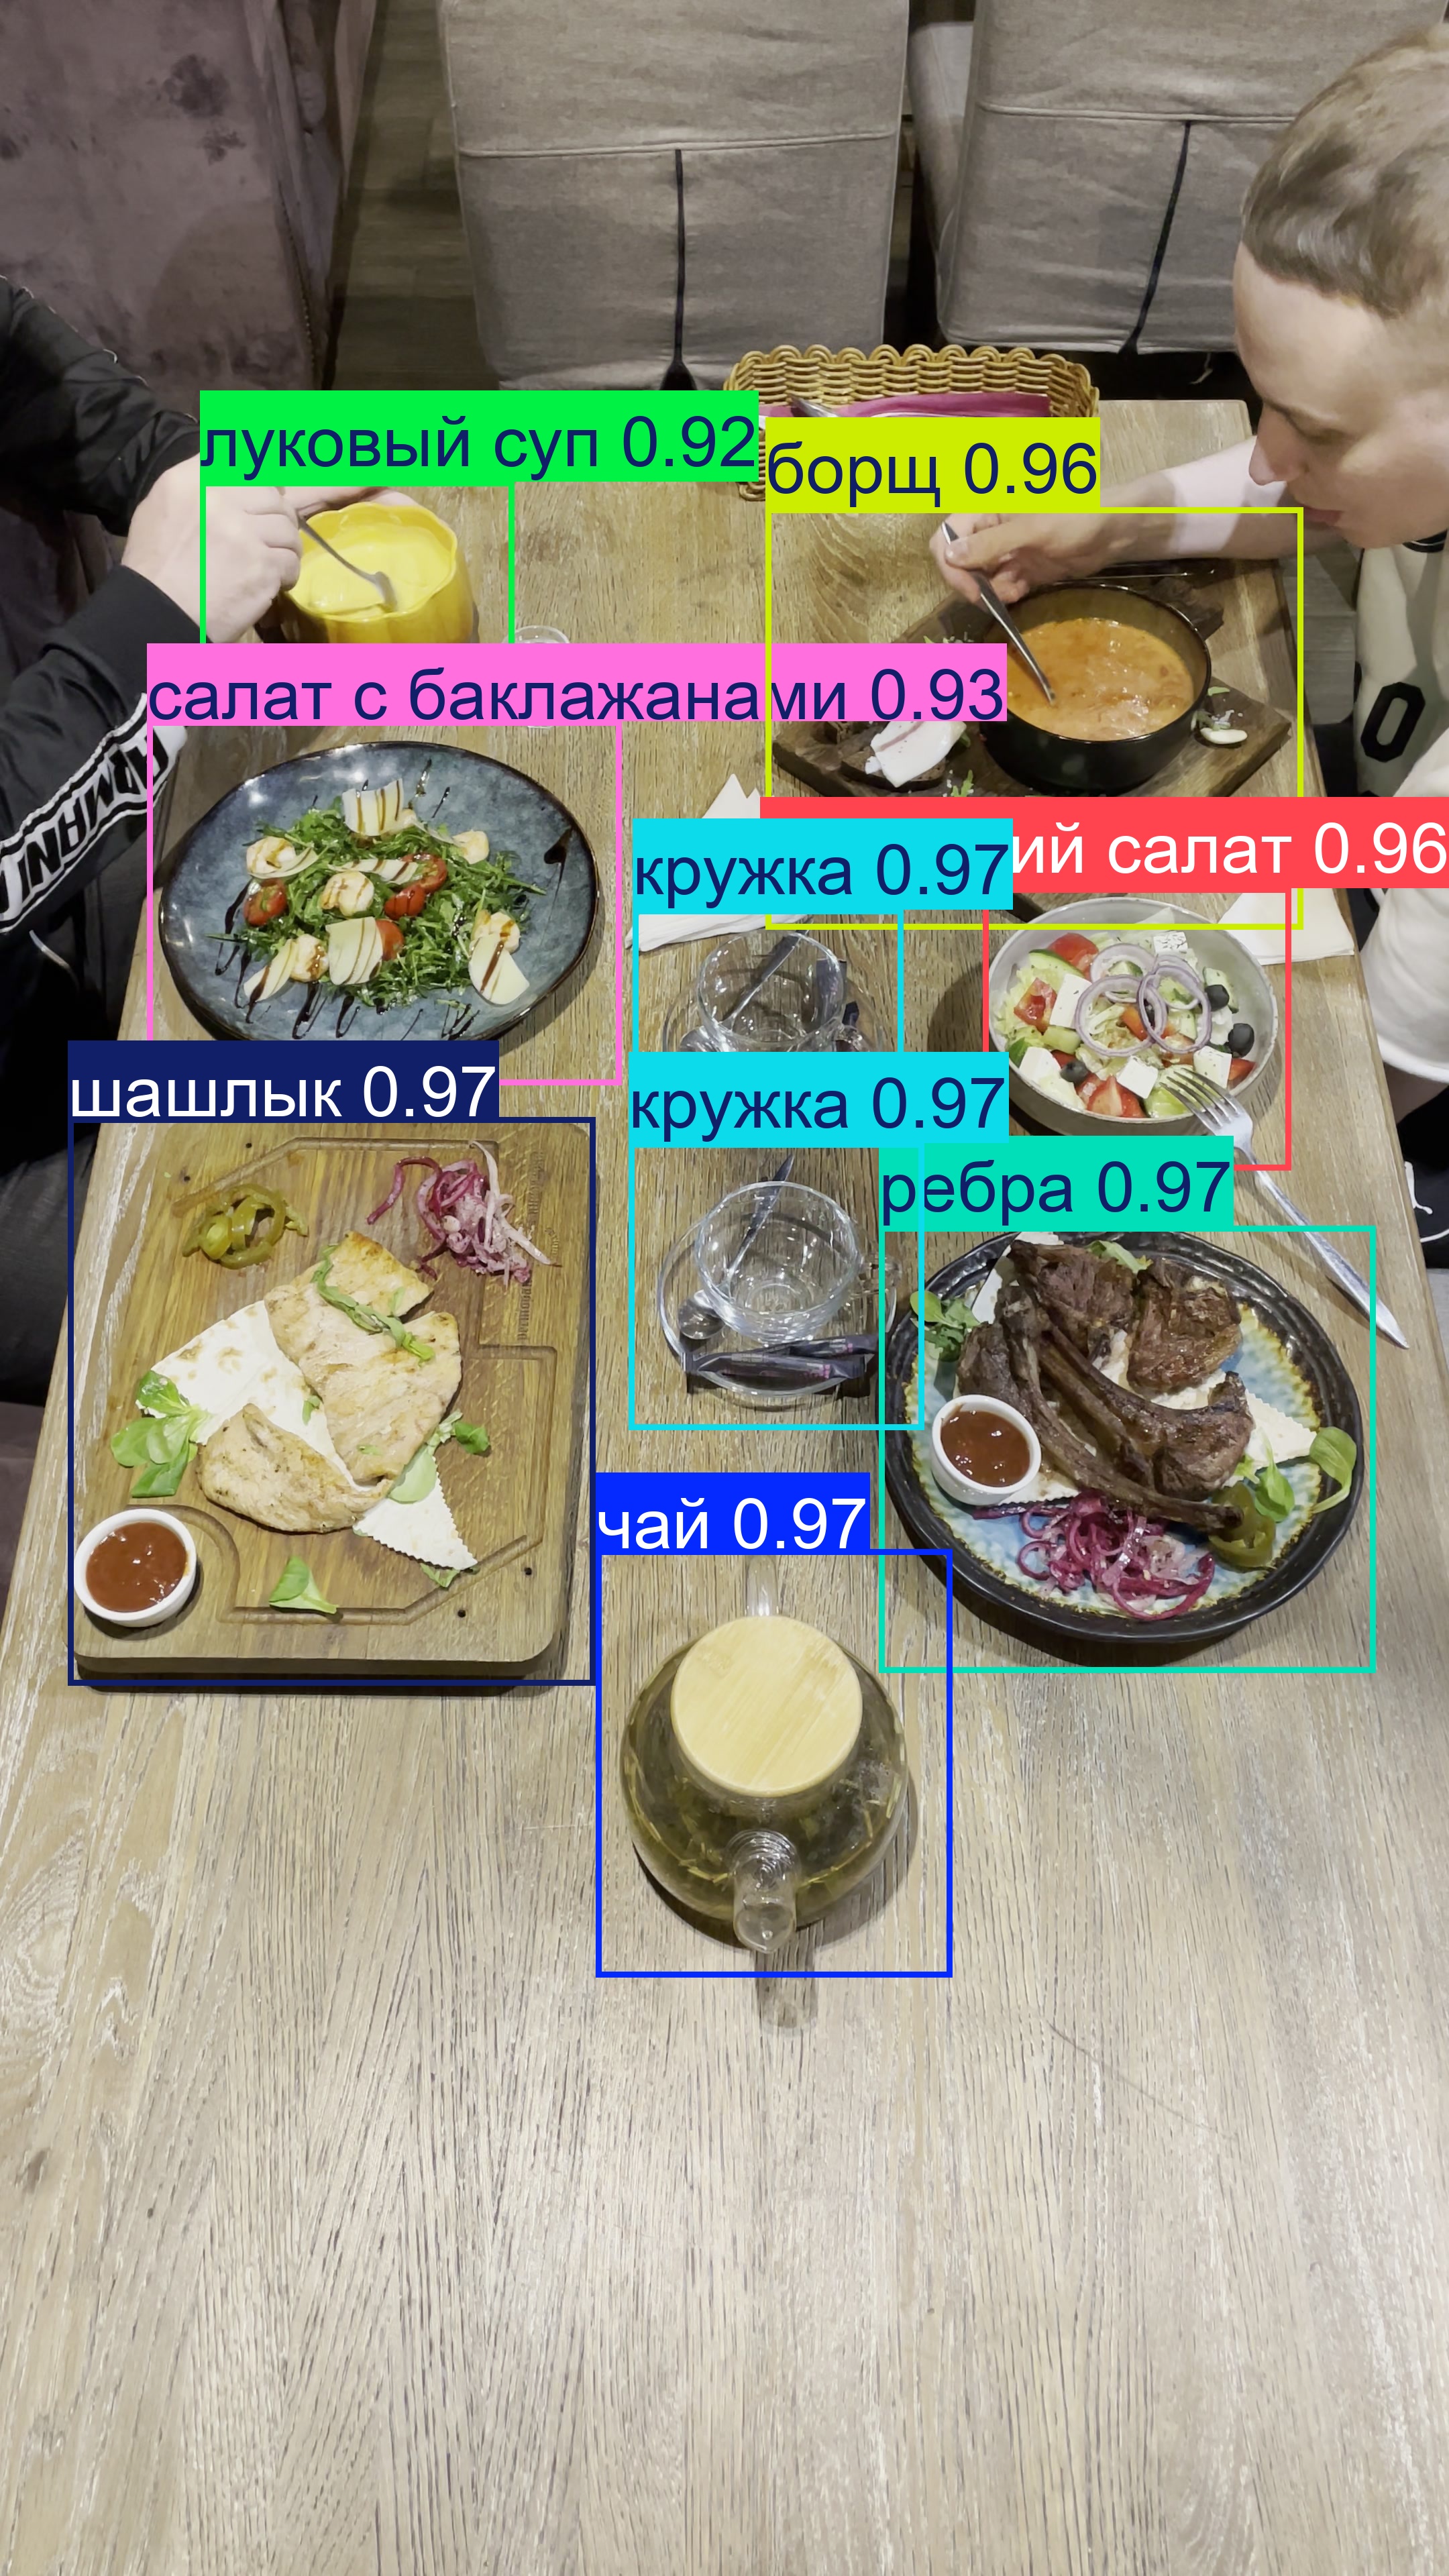 луковый суп 0.92
борщ 0.96
салат с баклажанами 0.93
ий салат 0.96
кружка 0.97
шашлык 0.97
кружка 0.97
ребра 0.97
чай 0.97